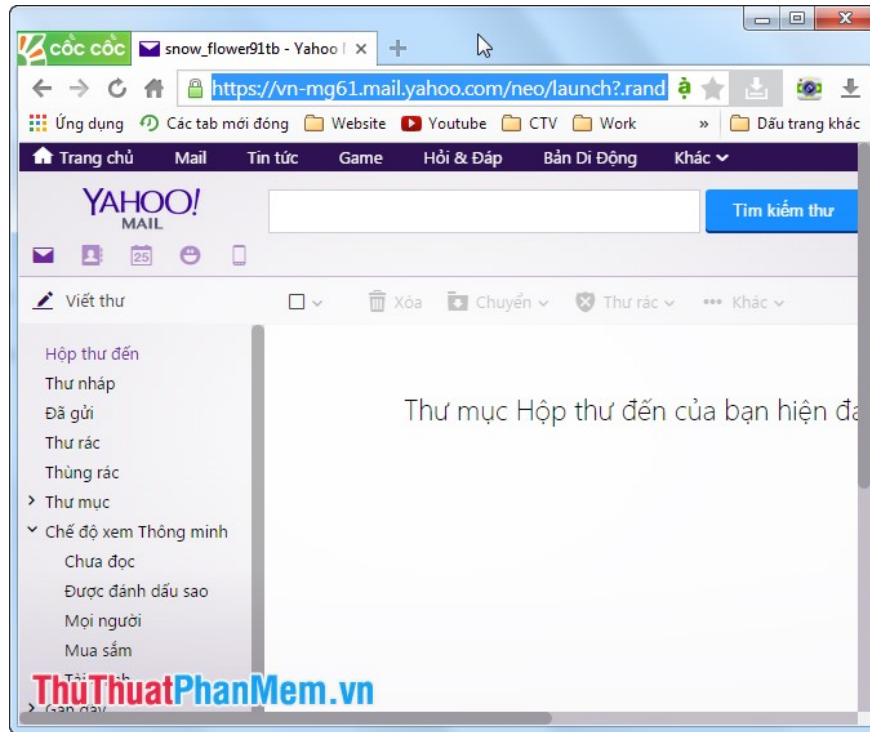 cốc cốc
snow_flower91tb - Yahoo
https://vn-mg61.mail.yahoo.com/neo/launch?.rand
Ứng dụng Các tab mới đóng Website Youtube CTV Work » Dấu trang khác
Trang chủ Mail Tin tức Game Hỏi & Đáp Bản Di Động Khác
YAHOO!
MAIL
Tìm kiếm thư
25
Viết thư
Xóa Chuyển Thư rác ••• Khác
Hộp thư đến
Thư nháp
Thư mục Hộp thư đến của bạn hiện
Đã gửi
Thư rác
Thùng rác
Thư mục
Chế độ xem Thông minh
Chưa đọc
Được đánh dấu sao
Mọi người
Mua sắm
ThuThuatPhanMem.vn
Gần đây